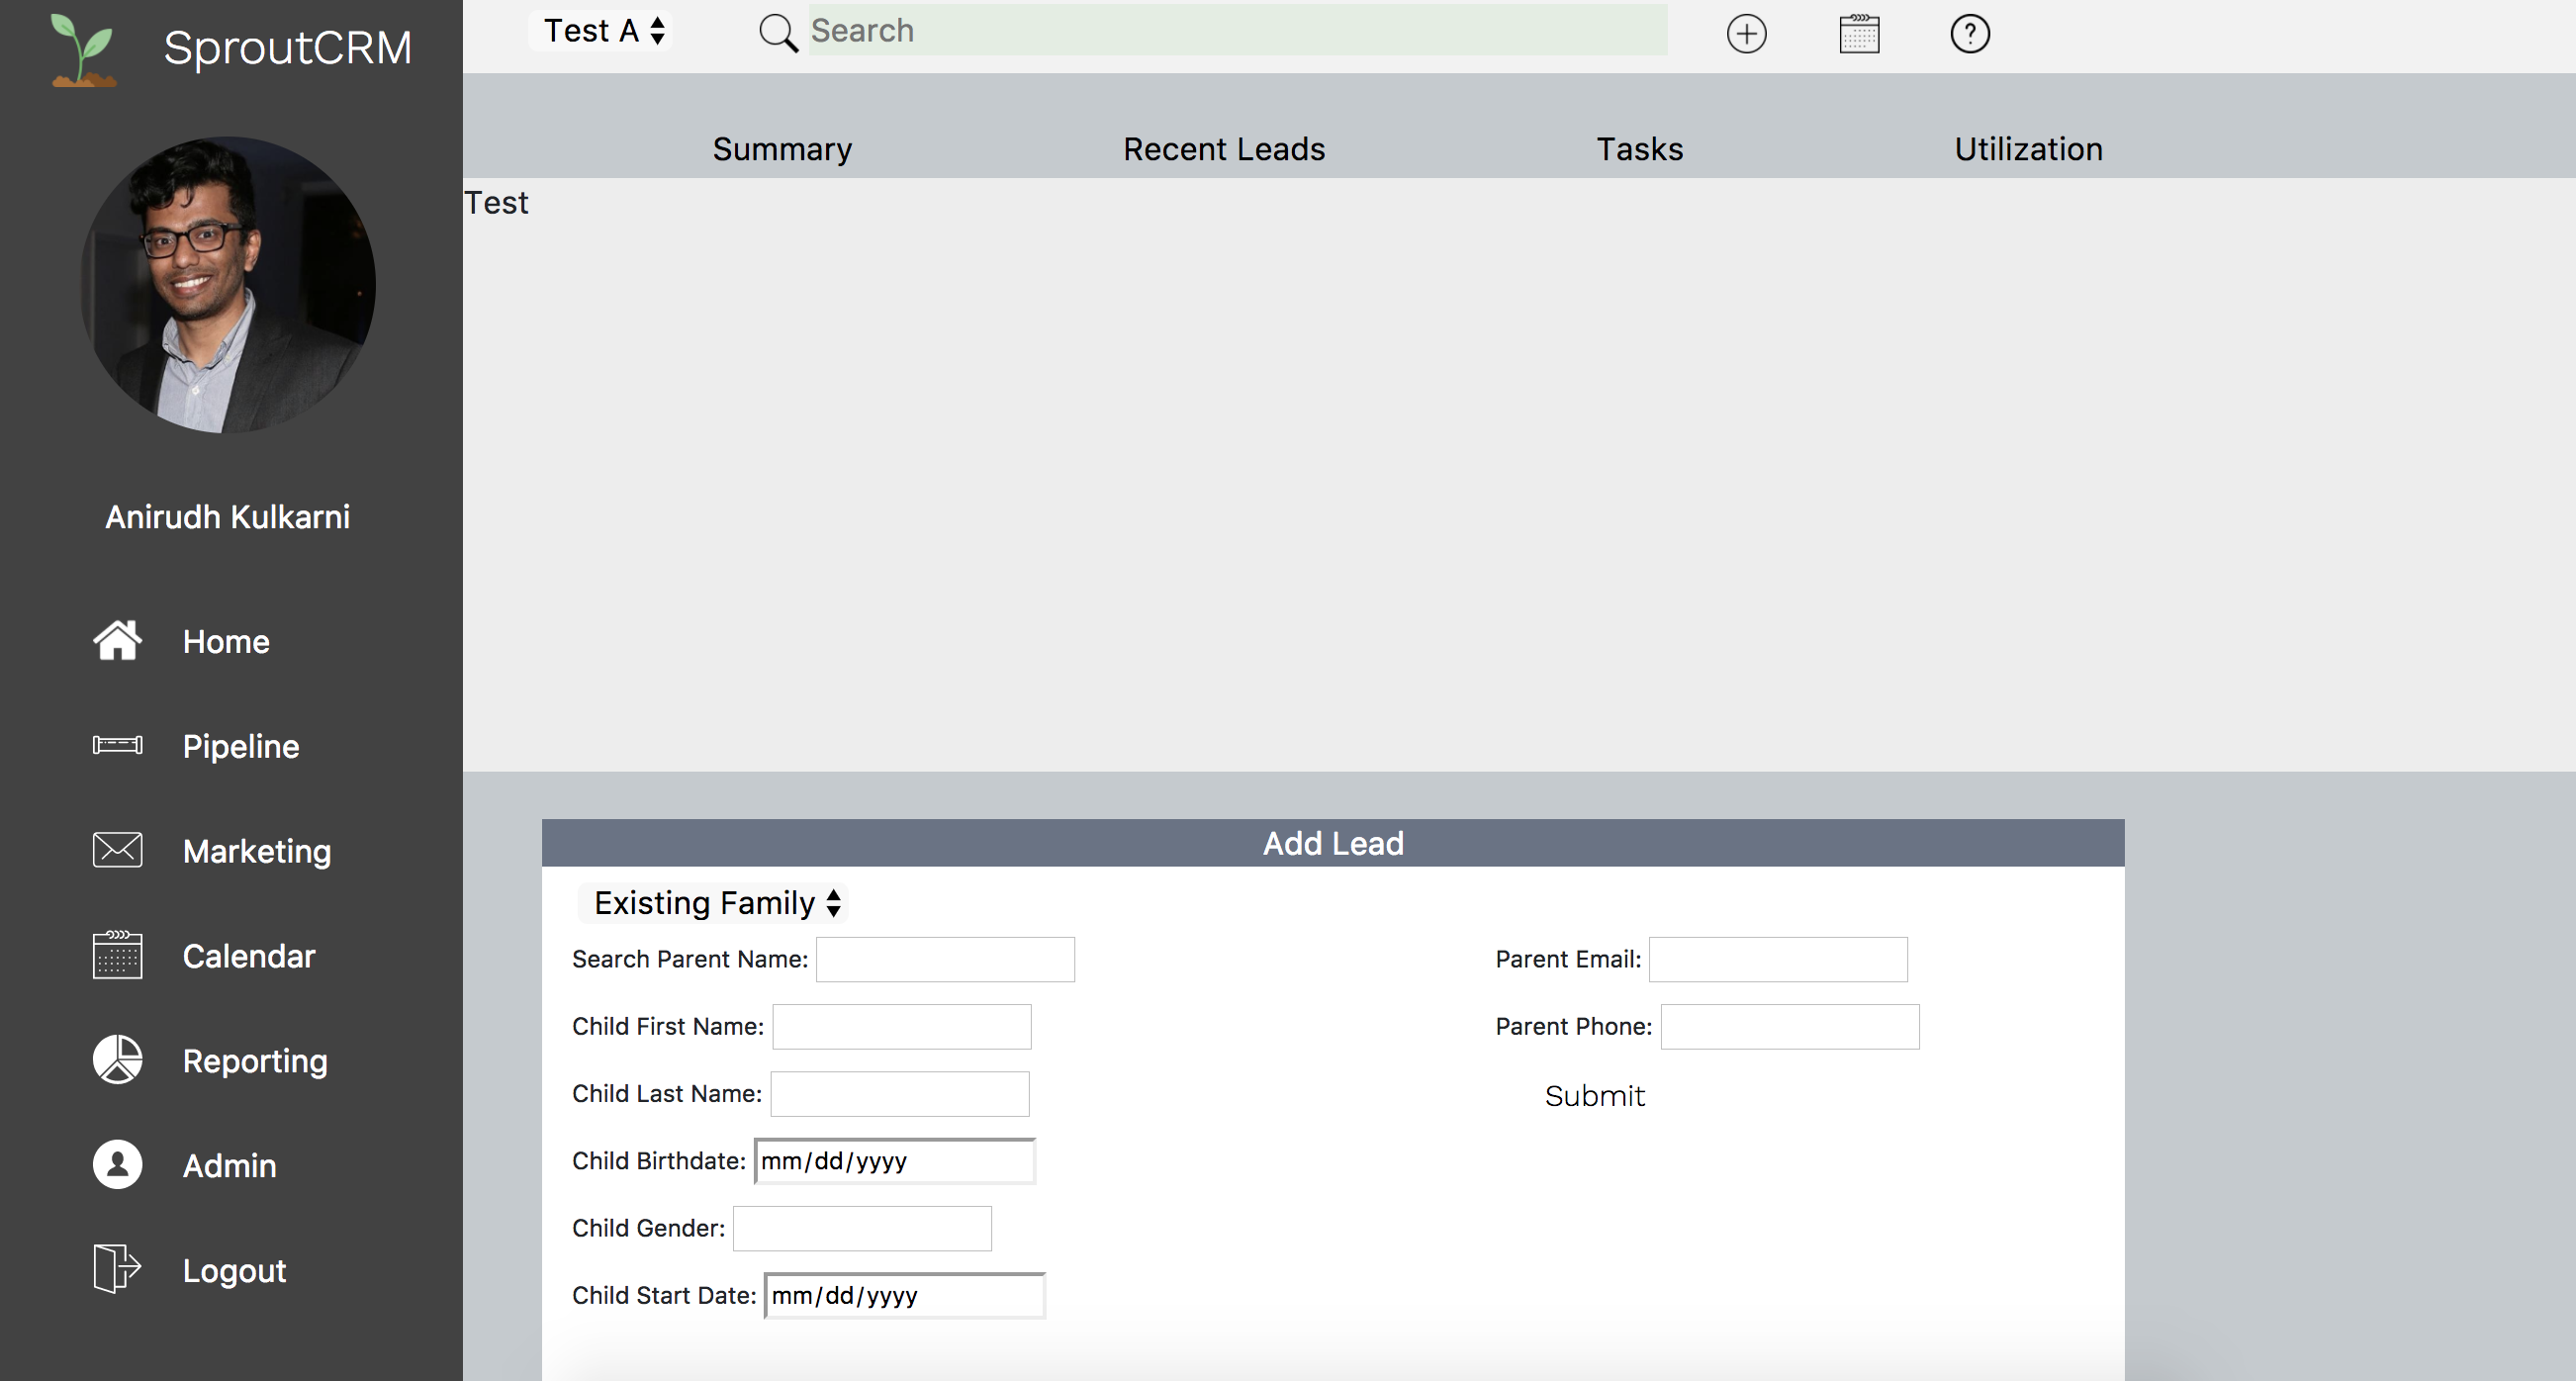 SproutCRM
Anirudh Kulkarni
Home
Pipeline
Marketing
Calendar
Reporting
Admin
Logout
Test A
Search
?
Summary Recent Leads Tasks Utilization
Test
Add Lead
Existing Family
Search Parent Name:
Child First Name:
Child Last Name:
Child Birthdate: mm/dd/yyyy
Child Gender:
Child Start Date: mm/dd/yyyy
Parent Email:
Parent Phone:
Submit